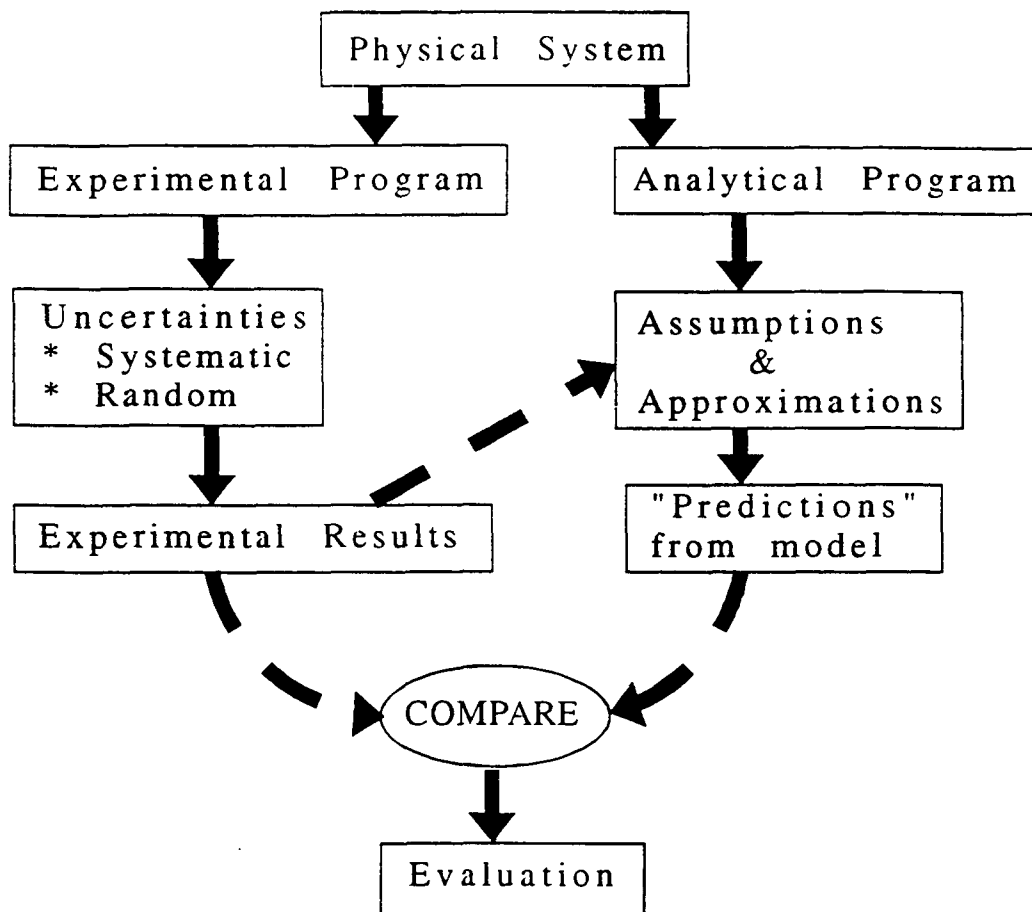 Physical System
Experimental Program
Analytical Program
Uncertainties
* Systematic
* Random
Assumptions
&
Approximations
Experimental Results
"Predictions"
from model
COMPARE
Evaluation